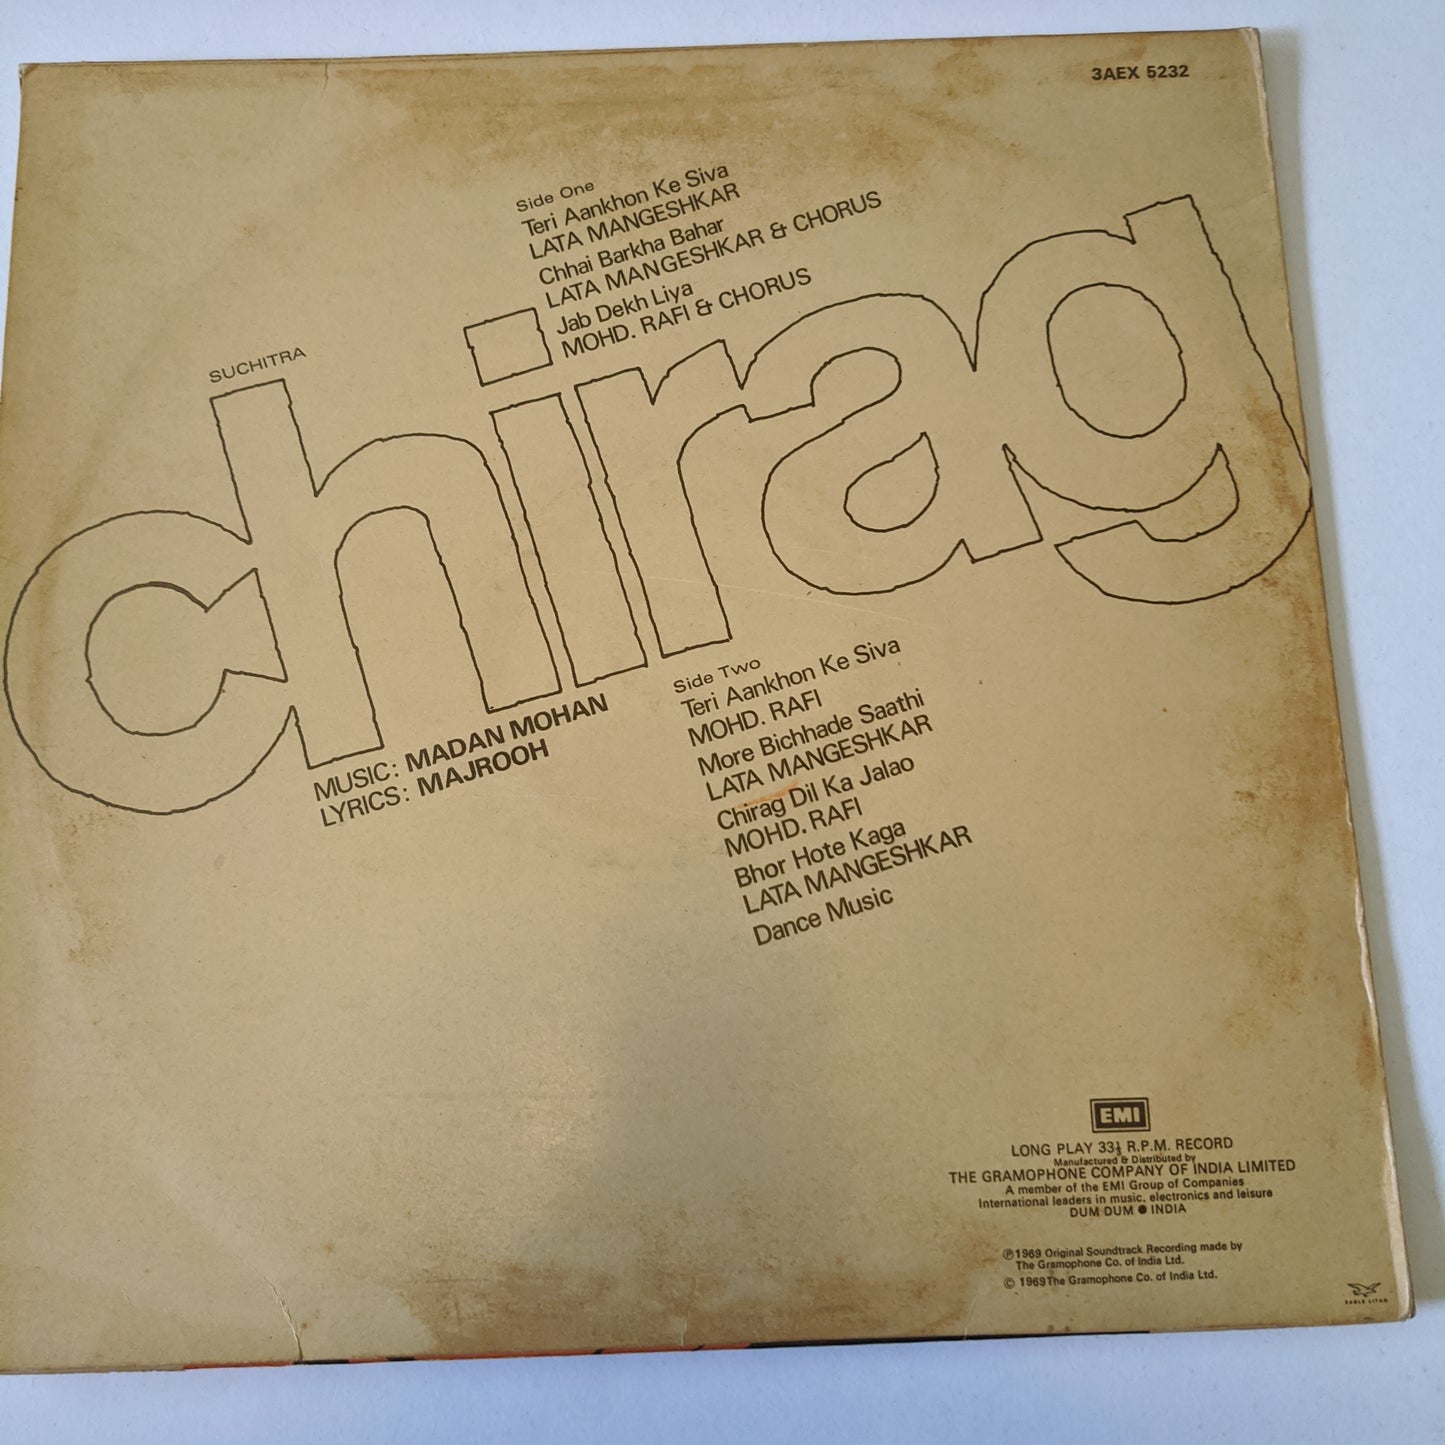 3AEX 5232
Side One
Teri Aankhon Ke Siva
LATA MANGESHKAR
Chhai Barkha Bahar
LATA MANGESHKAR & CHORUS
Jab Dekh Liya
MOHD. RAFI & CHORUS
SUCHITRA
chirag
MUSIC: MADAN MOHAN
LYRICS: MAJROOH
Side Two
Teri Aankhon Ke Siva
MOHD. RAFI
More Bichhade Saathi
LATA MANGESHKAR
Chirag Dil Ka Jalao
MOHD. RAFI
Bhor Hote Kaga
LATA MANGESHKAR
Dance Music
EMI
LONG PLAY 33⅓ R.P.M. RECORD
Manufactured & Distributed by
THE GRAMOPHONE COMPANY OF INDIA LIMITED
A member of the EMI Group of Companies
International leaders in music, electronics and leisure
DUM DUM ● INDIA
℗1969 Original Soundtrack Recording made by
The Gramophone Co. of India Ltd.
© 1969 The Gramophone Co. of India Ltd.
EAGLE LITHO